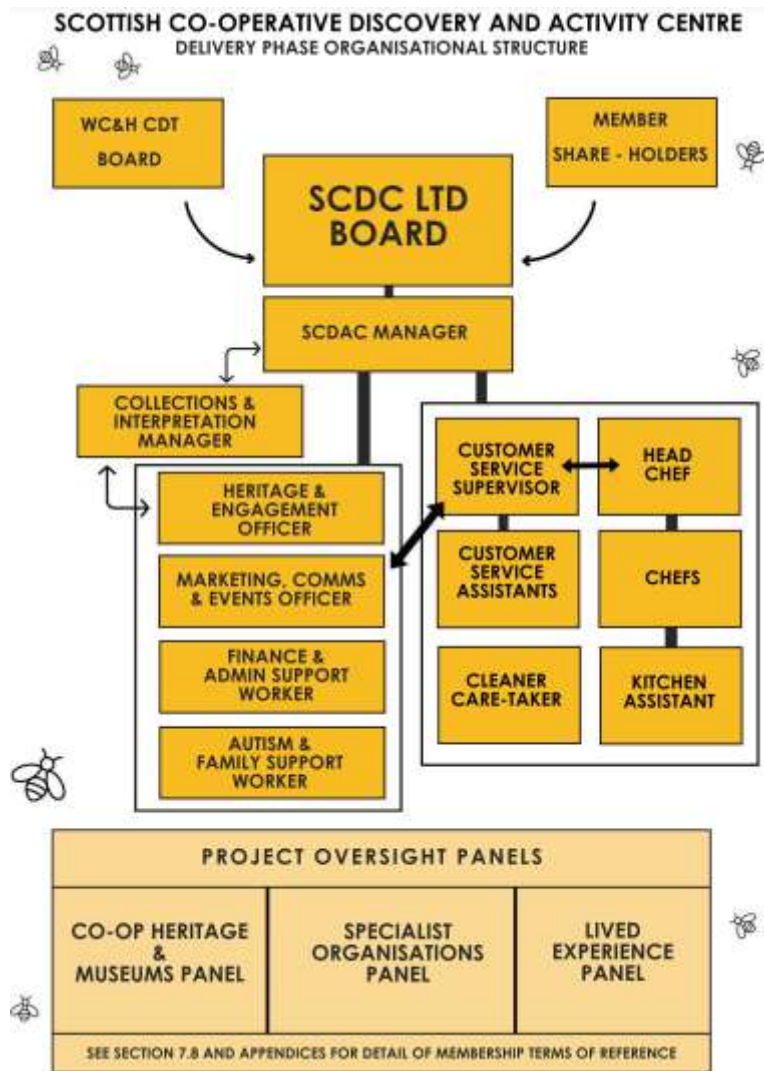 SCOTTISH CO-OPERATIVE DISCOVERY AND ACTIVITY CENTRE
DELIVERY PHASE ORGANISATIONAL STRUCTURE
WC&H CDT
BOARD
MEMBER
SHARE - HOLDERS
SCDC LTD
BOARD
SCDAC MANAGER
COLLECTIONS &
INTERPRETATION
MANAGER
HERITAGE &
ENGAGEMENT
OFFICER
MARKETING, COMMS
& EVENTS OFFICER
FINANCE &
ADMIN SUPPORT
WORKER
AUTISM &
FAMILY SUPPORT
WORKER
CUSTOMER
SERVICE
SUPERVISOR
HEAD
CHEF
CUSTOMER
SERVICE
ASSISTANTS
CHEFS
CLEANER
CARE-TAKER
KITCHEN
ASSISTANT
PROJECT OVERSIGHT PANELS
CO-OP HERITAGE
&
MUSEUMS PANEL
SPECIALIST
ORGANISATIONS
PANEL
LIVED
EXPERIENCE
PANEL
SEE SECTION 7.8 AND APPENDICES FOR DETAIL OF MEMBERSHIP TERMS OF REFERENCE